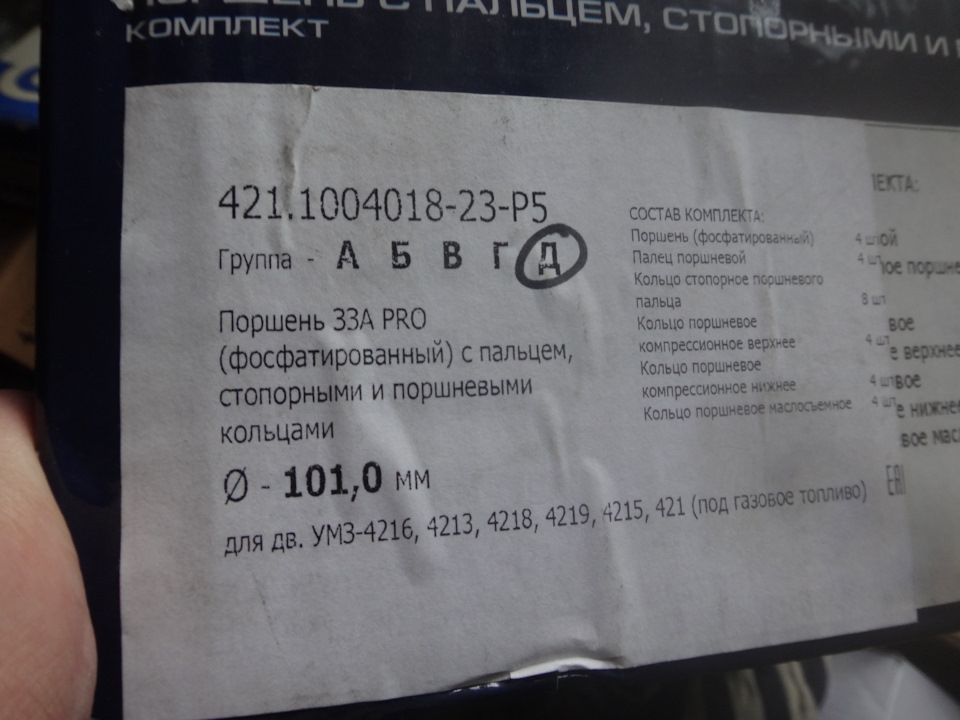 С ПАЛЬЦЕМ, СТОПОРНЫМИ И
КОМПЛЕКТ
421.1004018-23-Р5
Группа - А Б В Г Д
Поршень ЗЗА PRO
(фосфатированный) с пальцем,
стопорными и поршневыми
кольцами
Ø - 101,0 мм
для дв. УМЗ-4216, 4213, 4218, 4219, 4215, 421 (под газовое топливо)
СОСТАВ КОМПЛЕКТА:
Поршень (фосфатированный) 4 шт
Палец поршневой 4 шт
Кольцо стопорное поршневого
пальца 8 шт
Кольцо поршневое
компрессионное верхнее 4 шт
Кольцо поршневое
компрессионное нижнее 4 шт
Кольцо поршневое маслосъемное 4 шт
EAC